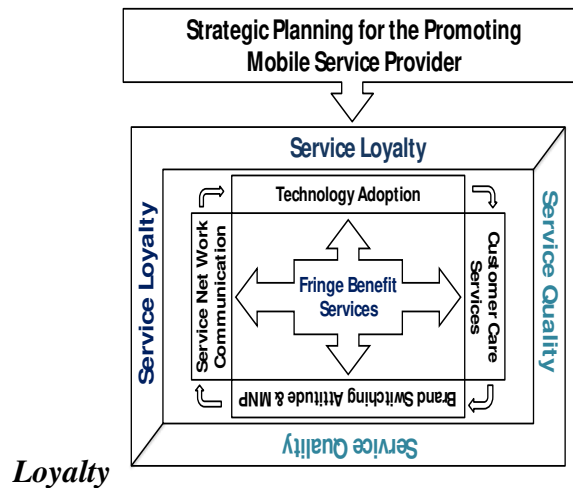 Strategic Planning for the Promoting
Mobile Service Provider
Service Loyalty
Technology Adoption
Service Loyalty
Service Net Work
Communication
Fringe Benefit
Services
Customer Care
Services
Service Quality
Brand Switching Attitude & MNP
Service Quality
Loyalty